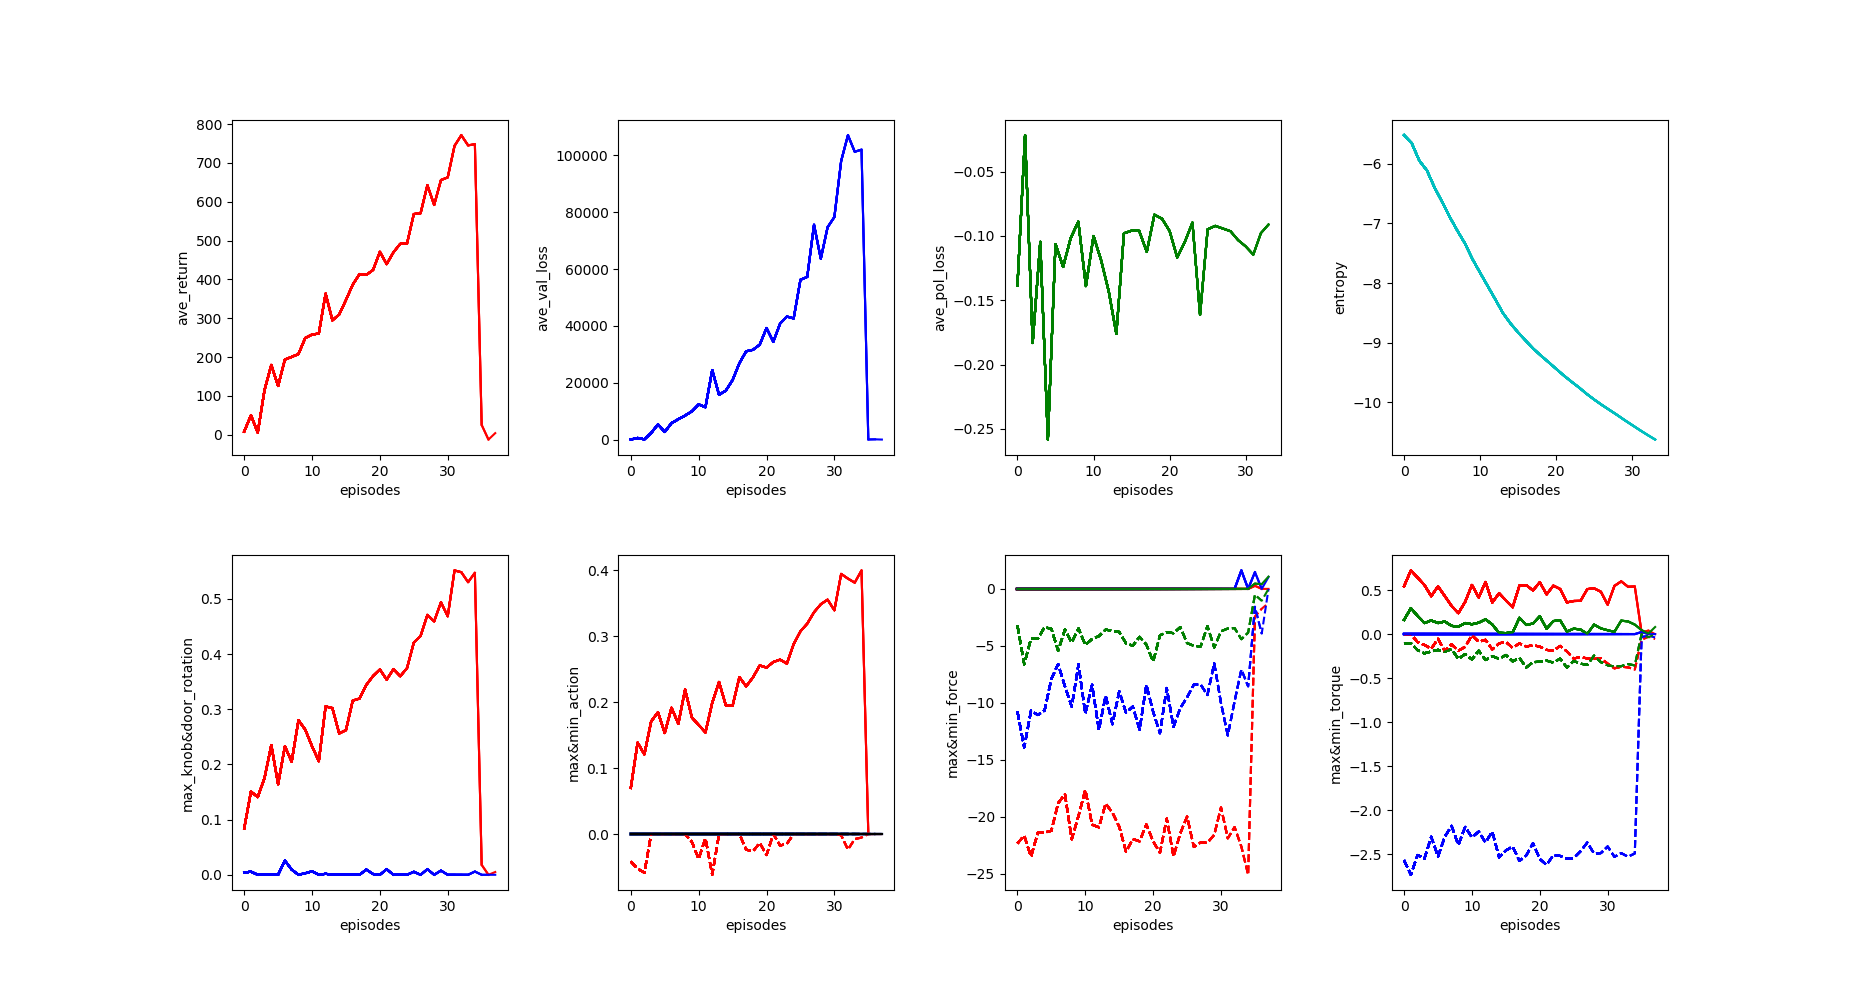 800
700
600
500
400
300
200
100
0
ave_return
0 10 20 30
episodes
100000
80000
60000
40000
20000
0
ave_val_loss
0 10 20 30
episodes
−0.05
−0.10
−0.15
−0.20
−0.25
ave_pol_loss
0 10 20 30
episodes
−6
−7
−8
−9
−10
entropy
0 10 20 30
episodes
0.5
0.4
0.3
0.2
0.1
0.0
max_knob&door_rotation
0 10 20 30
episodes
0.4
0.3
0.2
0.1
0.0
max&min_action
0 10 20 30
episodes
0
−5
−10
−15
−20
−25
max&min_force
0 10 20 30
episodes
0.5
0.0
−0.5
−1.0
−1.5
−2.0
−2.5
max&min_torque
0 10 20 30
episodes